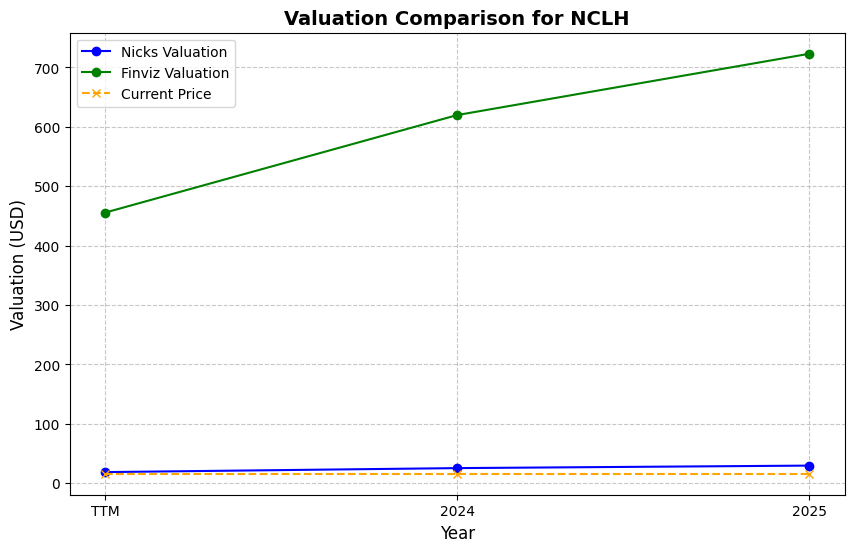 Valuation Comparison for NCLH
Nicks Valuation
Finviz Valuation
Current Price
Valuation (USD)
700
600
500
400
300
200
100
0
TTM
2024
2025
Year